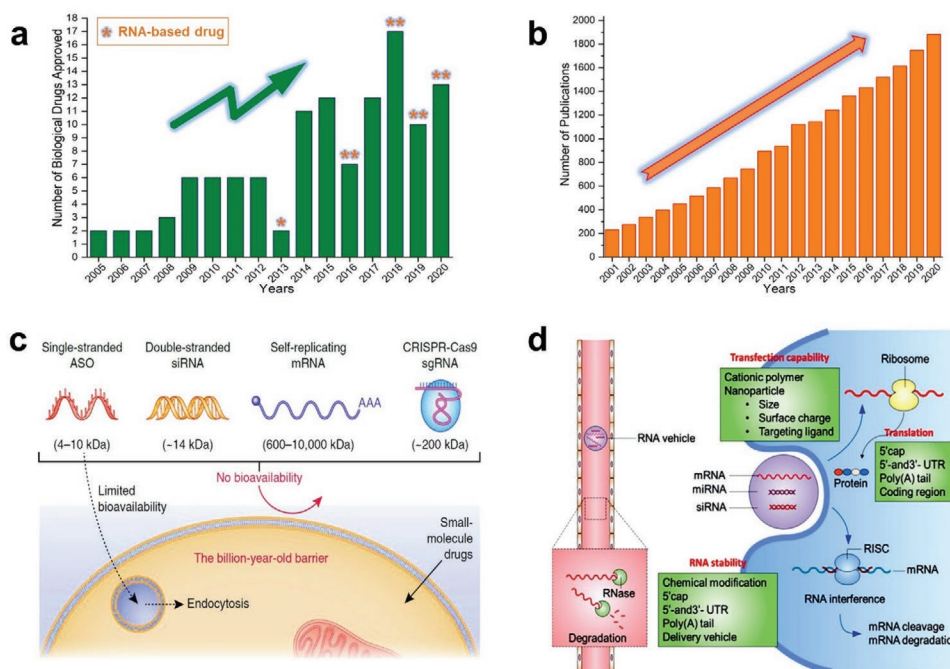 a
* RNA-based drug
Number of Biological Drugs Approved
18
17
16
15
14
13
12
11
10
9
8
7
6
5
4
3
2
1
0
*
**
**
**
**
2005
2006
2007
2008
2009
2010
2011
2012
2013
2014
2015
2016
2017
2018
2019
2020
Years
b
Number of Publications
2000
1800
1600
1400
1200
1000
800
600
400
200
0
2001
2002
2003
2004
2005
2006
2007
2008
2009
2010
2011
2012
2013
2014
2015
2016
2017
2018
2019
2020
Years
c
Single-stranded
ASO
(4–10 kDa)
Double-stranded
siRNA
(~14 kDa)
Self-replicating
mRNA
AAA
(600–10,000 kDa)
CRISPR-Cas9
sgRNA
(~200 kDa)
Limited
bioavailability
No bioavailability
Small-
molecule
drugs
The billion-year-old barrier
Endocytosis
d
Transfection capability
Cationic polymer
Nanoparticle
• Size
• Surface charge
• Targeting ligand
Ribosome
RNA vehicle
Translation
5'cap
5'-and3'- UTR
Poly(A) tail
Coding region
mRNA
miRNA
siRNA
Protein
RISC
mRNA
RNA stability
Chemical modification
5'cap
5'-and3'- UTR
Poly(A) tail
Delivery vehicle
RNase
Degradation
RNA interference
mRNA cleavage
mRNA degradatio